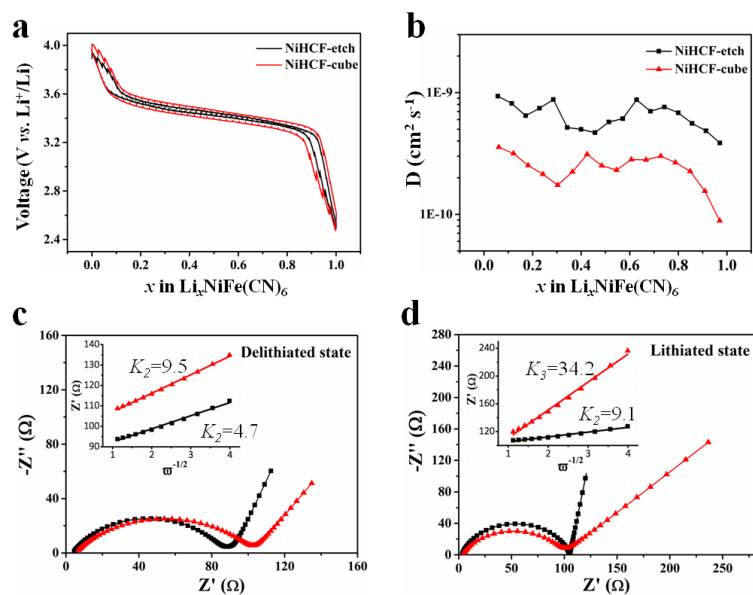 a
NiHCF-etch
NiHCF-cube
4.0
3.6
3.2
2.8
2.4
Voltage (V vs. Li⁺/Li)
0.0 0.2 0.4 0.6 0.8 1.0
x in LiₓNiFe(CN)₆
b
NiHCF-etch
NiHCF-cube
1E-9
1E-10
D (cm² s⁻¹)
0.0 0.2 0.4 0.6 0.8 1.0
x in LiₓNiFe(CN)₆
c
Delithiated state
160
120
80
40
0
-Z'' (Ω)
0 40 80 120 160
Z' (Ω)
140
130
120
110
100
90
Z' (Ω)
K₂=9.5
K₂=4.7
1 2 3 4
ϖ⁻¹/²
d
Lithiated state
280
240
200
160
120
80
40
0
-Z'' (Ω)
0 50 100 150 200 250
Z' (Ω)
240
200
160
120
Z' (Ω)
K₃=34.2
K₂=9.1
1 2 3 4
ϖ⁻¹/²